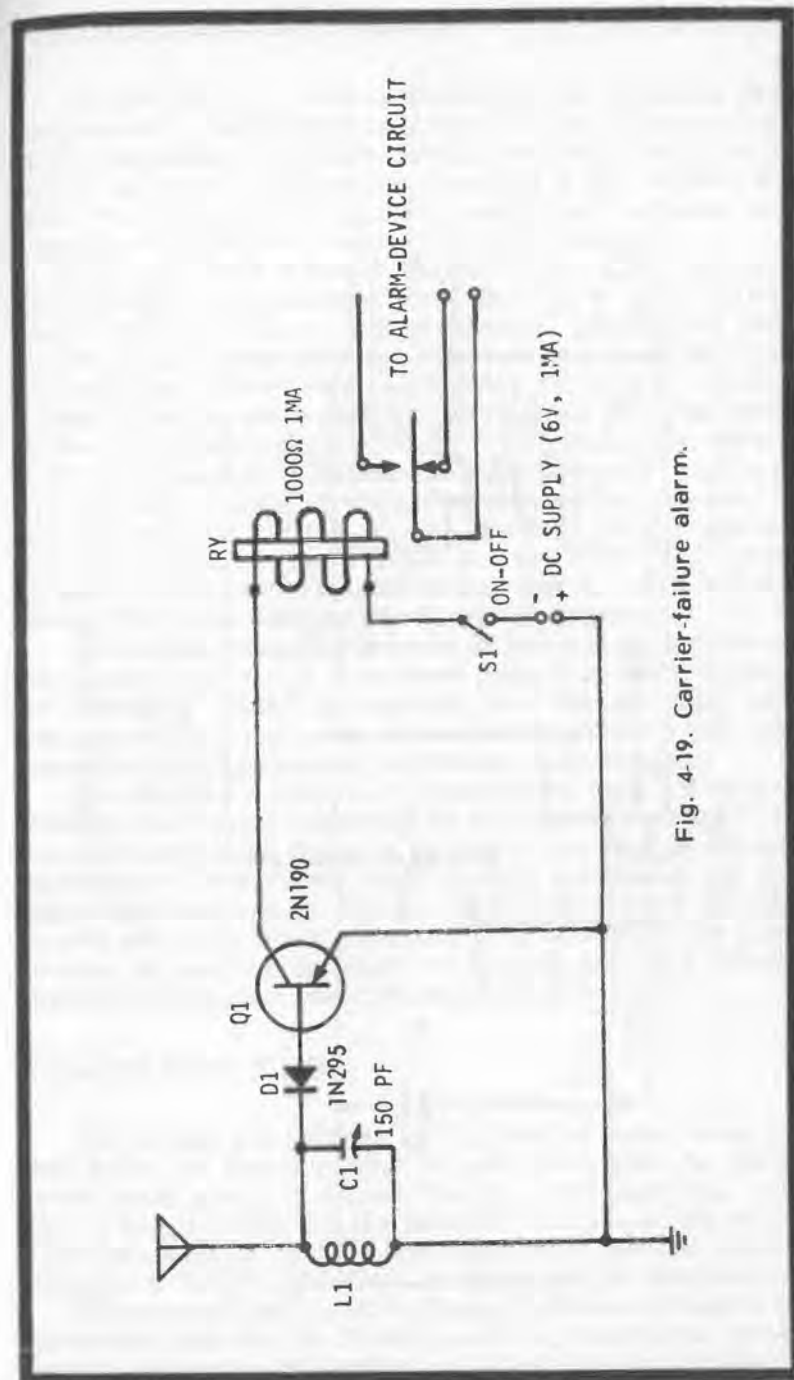 Q1
2N190
D1
1N295
C1
150 PF
L1
RY
1000Ω 1MA
TO ALARM-DEVICE CIRCUIT
S1
ON-OFF
-
+
DC SUPPLY (6V, 1MA)
Fig. 4-19. Carrier-failure alarm.